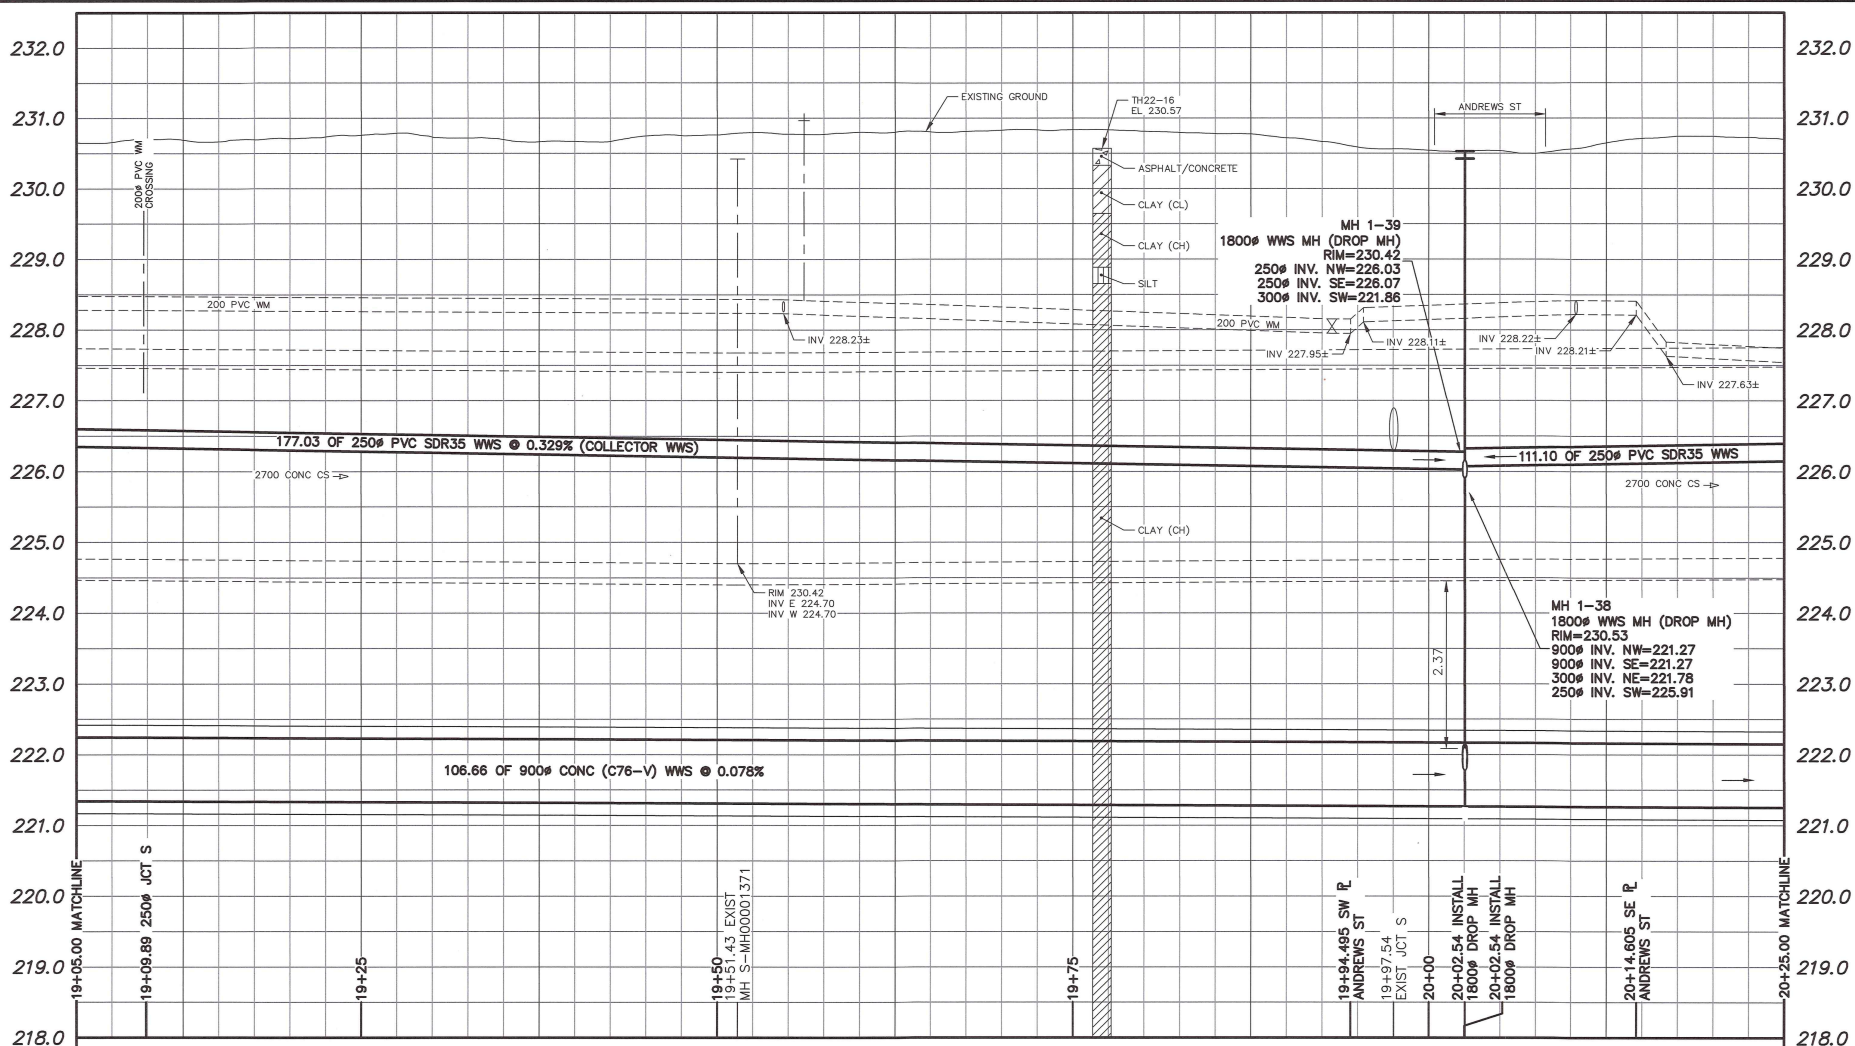 232.0
232.0
231.0
EXISTING GROUND
TH22-16
EL 230.57
ANDREWS ST
231.0
200ø PVC WM
CROSSING
ASPHALT/CONCRETE
230.0
230.0
CLAY (CL)
MH 1-39
1800ø WWS MH (DROP MH)
RIM=230.42
250ø INV. NW=226.03
250ø INV. SE=226.07
300ø INV. SW=221.86
CLAY (CH)
229.0
229.0
SILT
200 PVC WM
200 PVC WM
228.0
228.0
INV 228.23±
INV 227.95±
INV 228.11±
INV 228.22±
INV 228.21±
INV 227.63±
227.0
227.0
177.03 OF 250ø PVC SDR35 WWS @ 0.329% (COLLECTOR WWS)
111.10 OF 250ø PVC SDR35 WWS
226.0
226.0
2700 CONC CS
2700 CONC CS
CLAY (CH)
225.0
225.0
RIM 230.42
INV E 224.70
INV W 224.70
224.0
224.0
MH 1-38
1800ø WWS MH (DROP MH)
RIM=230.53
900ø INV. NW=221.27
900ø INV. SE=221.27
300ø INV. NE=221.78
250ø INV. SW=225.91
2.37
223.0
223.0
222.0
222.0
106.66 OF 900ø CONC (C76-V) WWS @ 0.078%
221.0
221.0
220.0
220.0
219.0
219.0
218.0
218.0
19+05.00 MATCHLINE
19+09.89 250ø JCT S
19+25
19+50
19+51.43 EXIST
MH S-MH00001371
19+75
19+94.495 SW PL
ANDREWS ST
19+97.54
EXIST JCT S
20+00
20+02.54 INSTALL
1800ø DROP MH
20+02.54 INSTALL
1800ø DROP MH
20+14.605 SE PL
ANDREWS ST
20+25.00 MATCHLINE